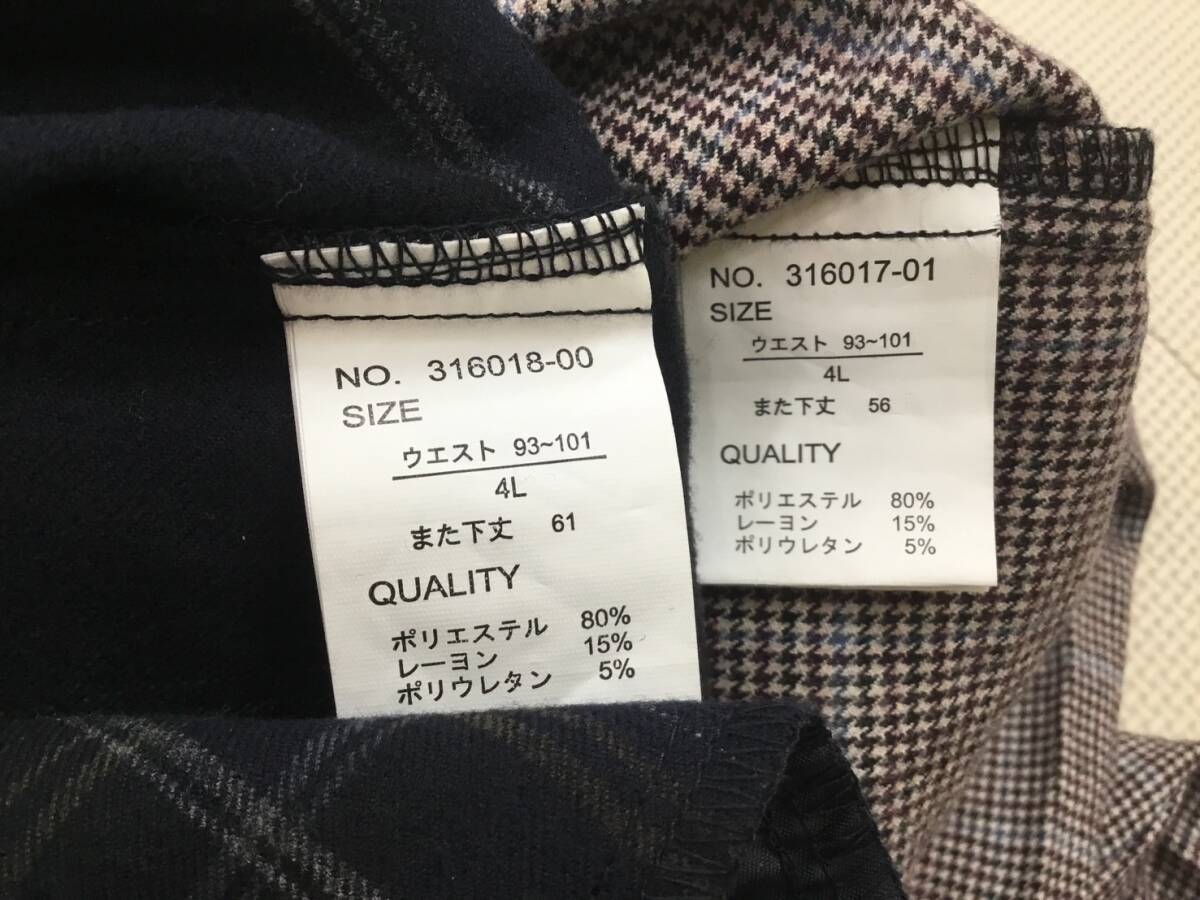 NO. 316018-00
SIZE
ウエスト 93~101
4L
また下丈 61
QUALITY
ポリエステル 80%
レーヨン 15%
ポリウレタン 5%
NO. 316017-01
SIZE
ウエスト 93~101
4L
また下丈 56
QUALITY
ポリエステル 80%
レーヨン 15%
ポリウレタン 5%